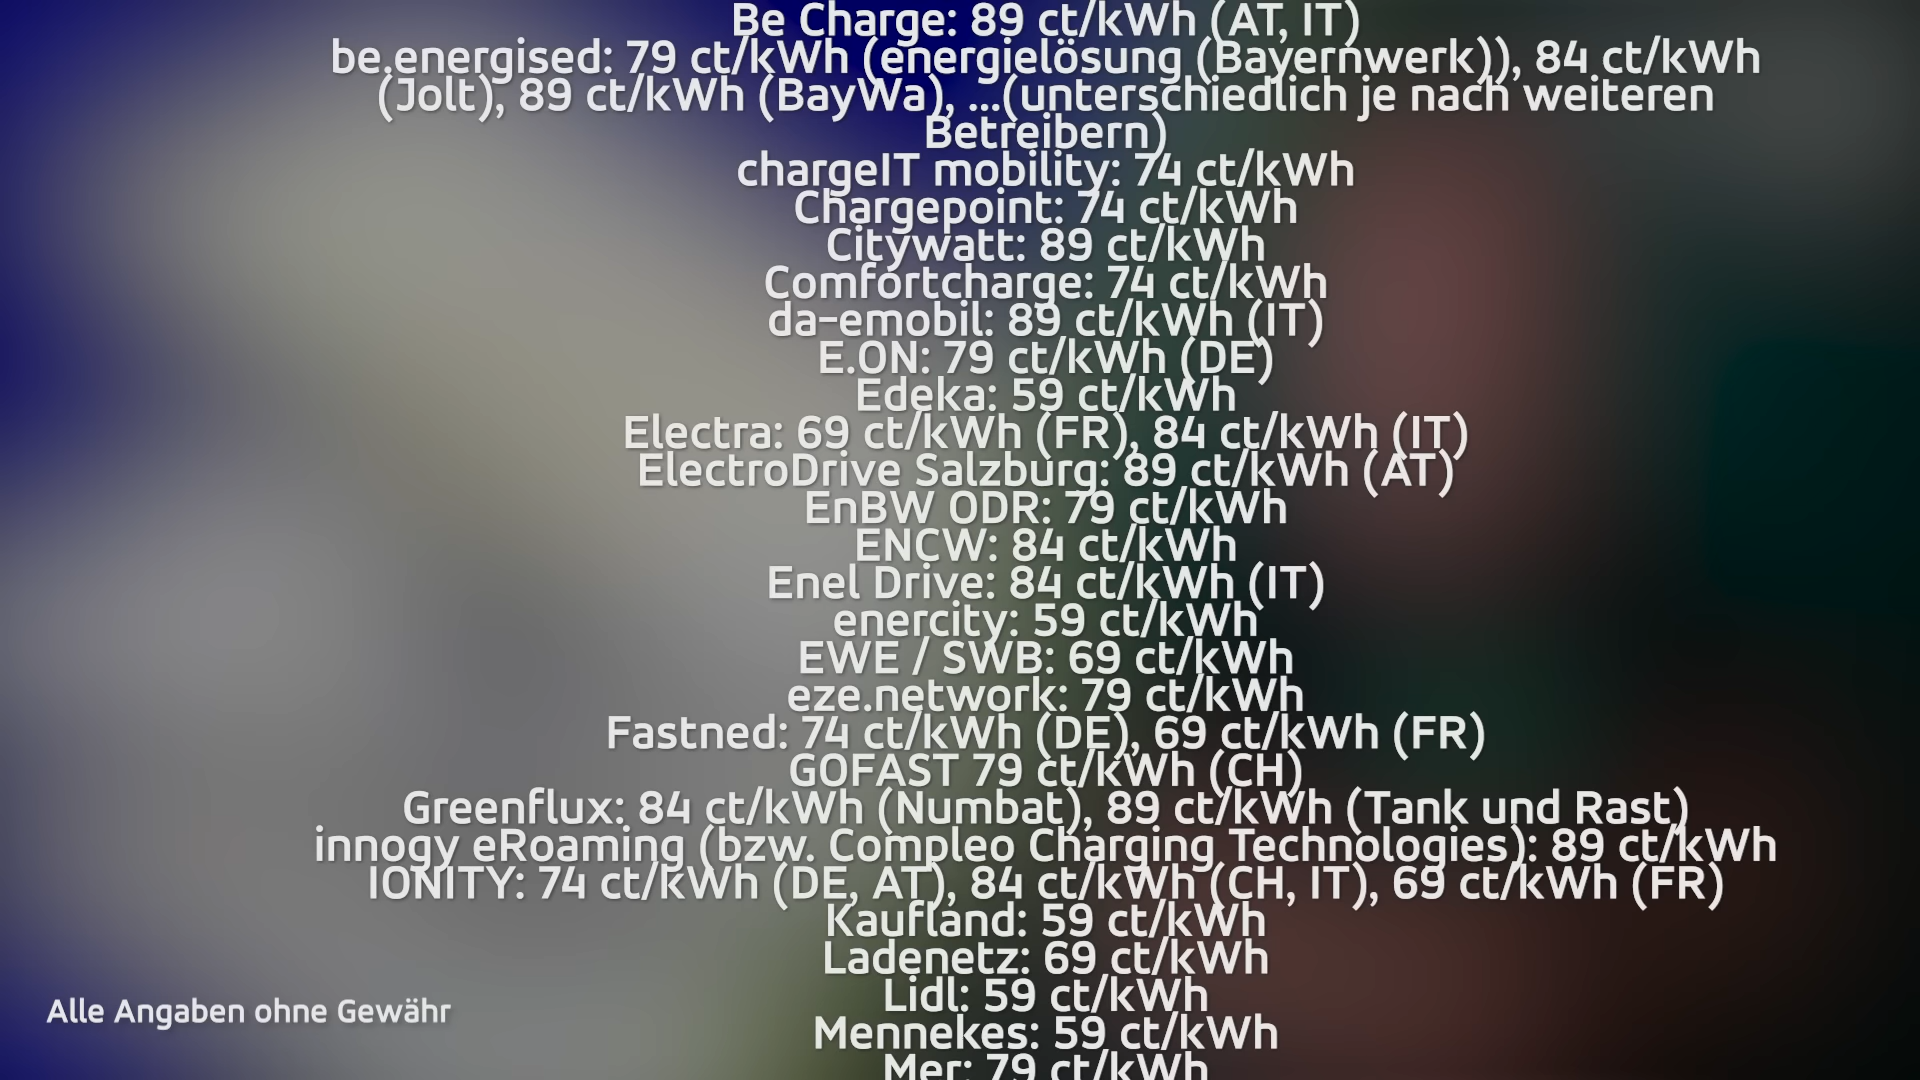 Be Charge: 89 ct/kWh (AT, IT)
be.energised: 79 ct/kWh (energielösung (Bayernwerk)), 84 ct/kWh
(Jolt), 89 ct/kWh (BayWa), ...(unterschiedlich je nach weiteren
Betreibern)
chargeIT mobility: 74 ct/kWh
Chargepoint: 74 ct/kWh
Citywatt: 89 ct/kWh
Comfortcharge: 74 ct/kWh
da-emobil: 89 ct/kWh (IT)
E.ON: 79 ct/kWh (DE)
Edeka: 59 ct/kWh
Electra: 69 ct/kWh (FR), 84 ct/kWh (IT)
ElectroDrive Salzburg: 89 ct/kWh (AT)
EnBW ODR: 79 ct/kWh
ENCW: 84 ct/kWh
Enel Drive: 84 ct/kWh (IT)
enercity: 59 ct/kWh
EWE / SWB: 69 ct/kWh
eze.network: 79 ct/kWh
Fastned: 74 ct/kWh (DE), 69 ct/kWh (FR)
GOFAST 79 ct/kWh (CH)
Greenflux: 84 ct/kWh (Numbat), 89 ct/kWh (Tank und Rast)
innogy eRoaming (bzw. Compleo Charging Technologies): 89 ct/kWh
IONITY: 74 ct/kWh (DE, AT), 84 ct/kWh (CH, IT), 69 ct/kWh (FR)
Kaufland: 59 ct/kWh
Ladenetz: 69 ct/kWh
Lidl: 59 ct/kWh
Mennekes: 59 ct/kWh
Mer: 79 ct/kWh
Alle Angaben ohne Gewähr